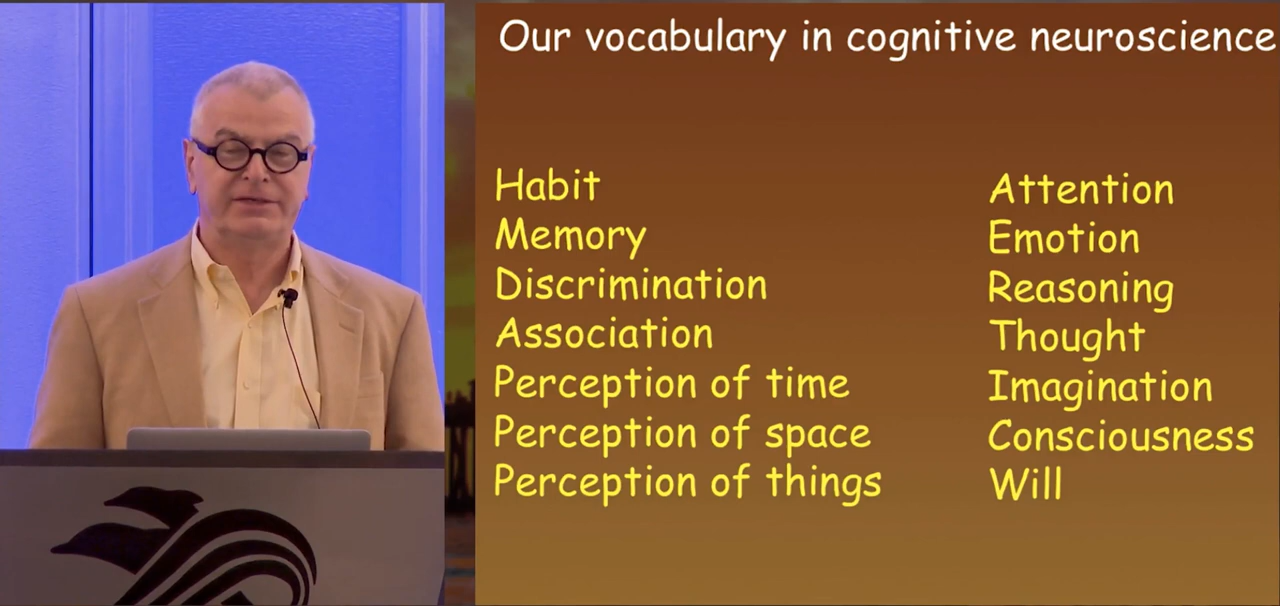 Our vocabulary in cognitive neuroscience
Habit
Memory
Discrimination
Association
Perception of time
Perception of space
Perception of things
Attention
Emotion
Reasoning
Thought
Imagination
Consciousness
Will